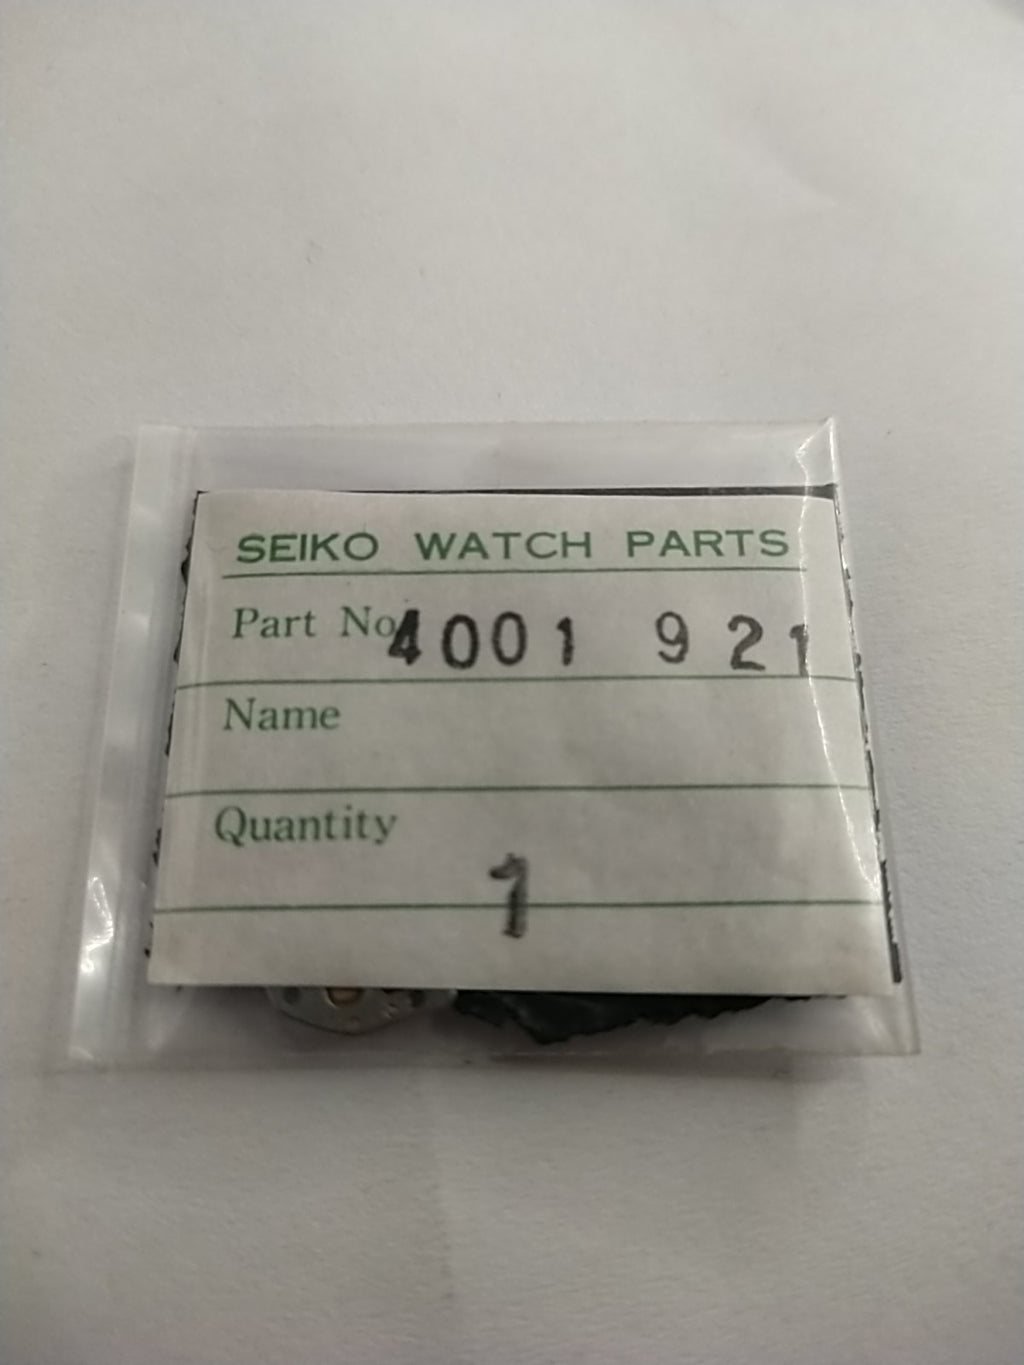 SEIKO WATCH PARTS
Part No. 4001 921
Name
Quantity
1